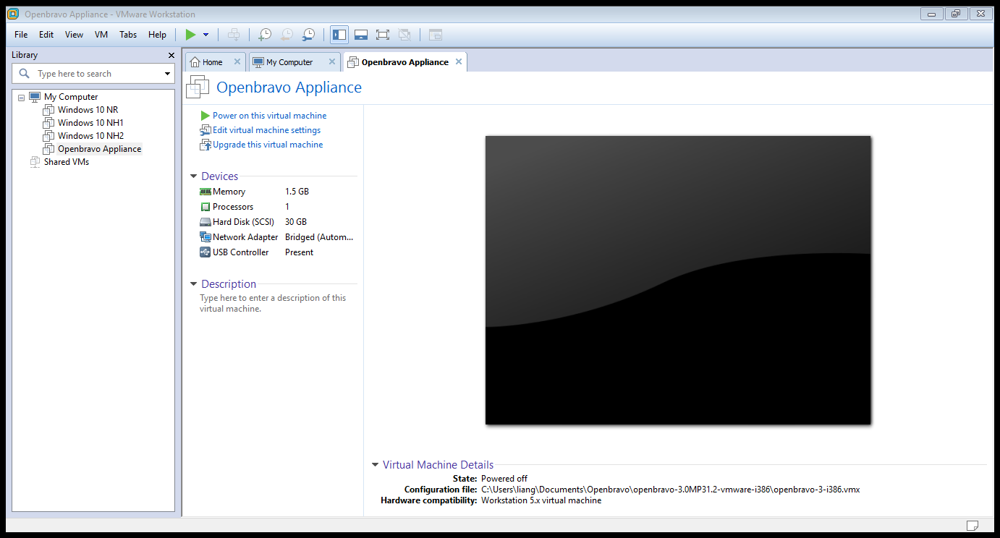 Openbravo Appliance - VMware Workstation
File Edit View VM Tabs Help
Library
Type here to search
My Computer
Windows 10 NR
Windows 10 NH1
Windows 10 NH2
Openbravo Appliance
Shared VMs
Home My Computer Openbravo Appliance
Openbravo Appliance
Power on this virtual machine
Edit virtual machine settings
Upgrade this virtual machine
Devices
Memory 1.5 GB
Processors 1
Hard Disk (SCSI) 30 GB
Network Adapter Bridged (Autom...
USB Controller Present
Description
Type here to enter a description of this
virtual machine.
Virtual Machine Details
State: Powered off
Configuration file: C:\Users\liang\Documents\Openbravo\openbravo-3.0MP31.2-vmware-i386\openbravo-3-i386.vmx
Hardware compatibility: Workstation 5.x virtual machine